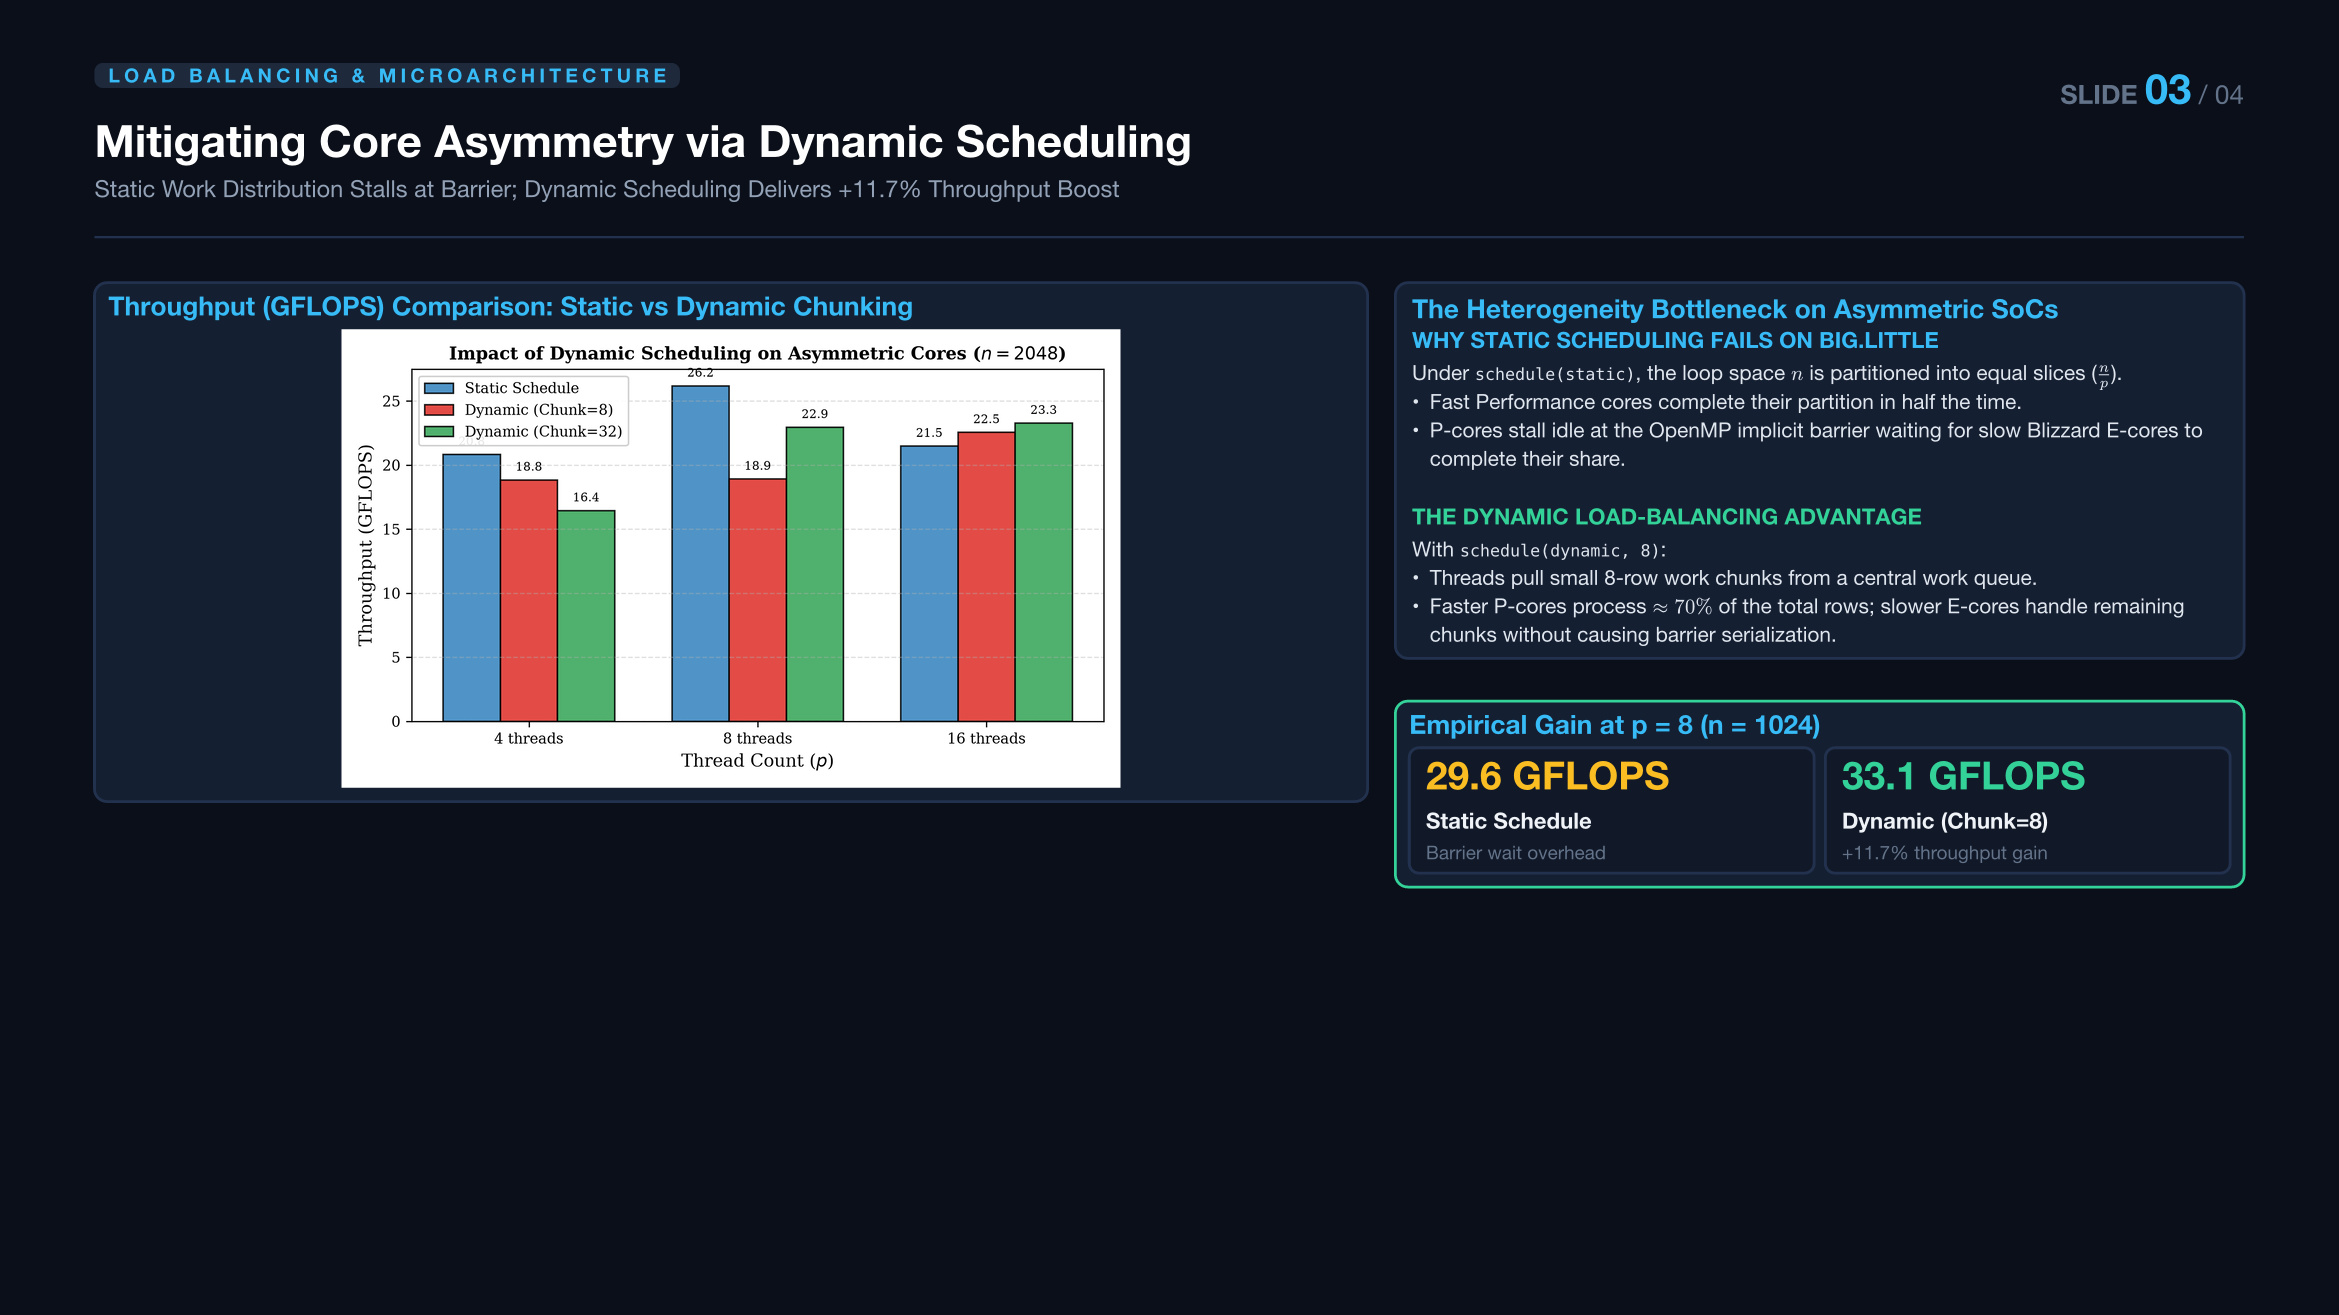 LOAD BALANCING & MICROARCHITECTURE
SLIDE 03 / 04
Mitigating Core Asymmetry via Dynamic Scheduling
Static Work Distribution Stalls at Barrier; Dynamic Scheduling Delivers +11.7% Throughput Boost
Throughput (GFLOPS) Comparison: Static vs Dynamic Chunking
Impact of Dynamic Scheduling on Asymmetric Cores (n = 2048)
Static Schedule
Dynamic (Chunk=8)
Dynamic (Chunk=32)
Throughput (GFLOPS)
25
20
15
10
5
0
18.8
16.4
26.2
18.9
22.9
21.5
22.5
23.3
4 threads
8 threads
16 threads
Thread Count (p)
The Heterogeneity Bottleneck on Asymmetric SoCs
WHY STATIC SCHEDULING FAILS ON BIG.LITTLE
Under schedule(static), the loop space n is partitioned into equal slices (n/p).
• Fast Performance cores complete their partition in half the time.
• P-cores stall idle at the OpenMP implicit barrier waiting for slow Blizzard E-cores to
complete their share.
THE DYNAMIC LOAD-BALANCING ADVANTAGE
With schedule(dynamic, 8):
• Threads pull small 8-row work chunks from a central work queue.
• Faster P-cores process ≈ 70% of the total rows; slower E-cores handle remaining
chunks without causing barrier serialization.
Empirical Gain at p = 8 (n = 1024)
29.6 GFLOPS
Static Schedule
Barrier wait overhead
33.1 GFLOPS
Dynamic (Chunk=8)
+11.7% throughput gain